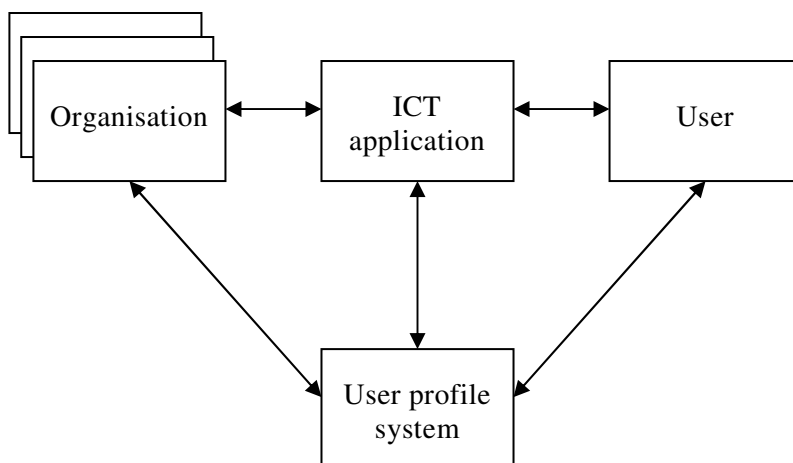 Organisation
ICT
application
User
User profile
system